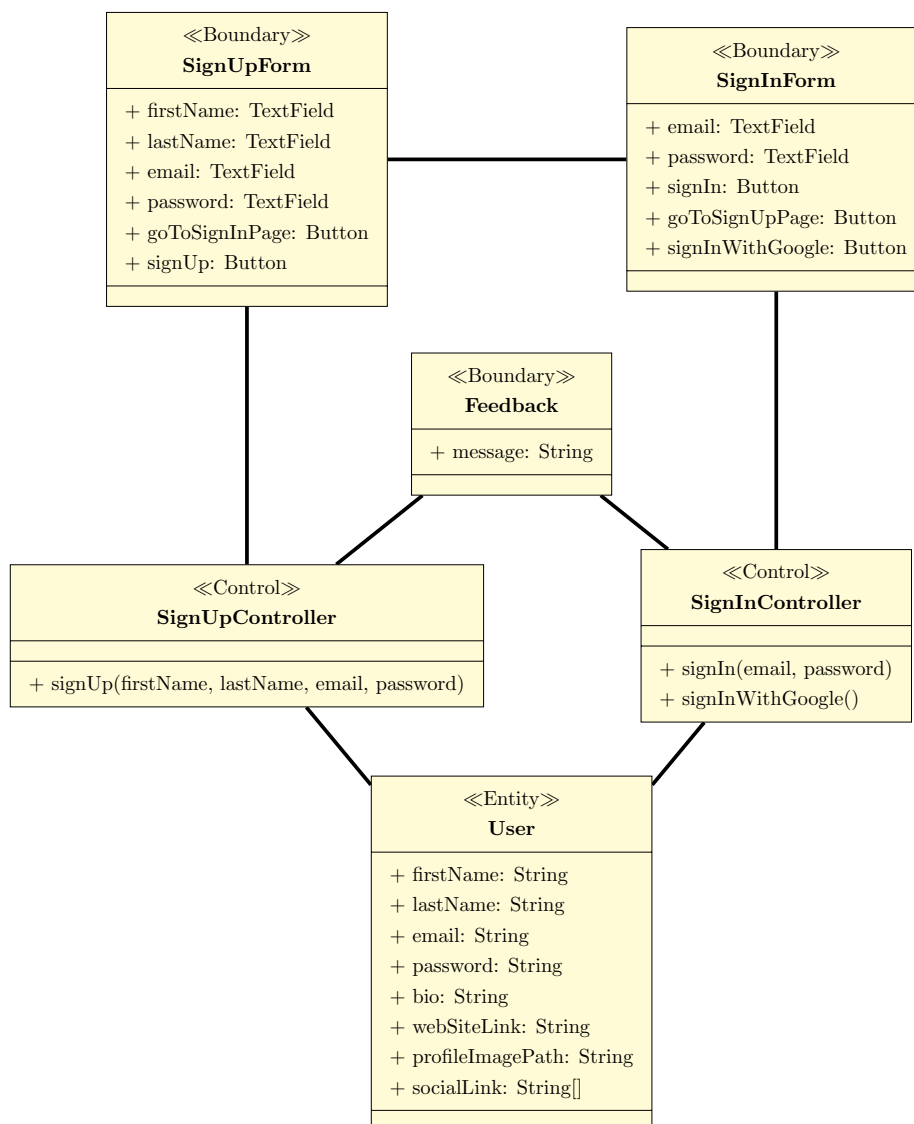 ≪Boundary≫
SignUpForm
+ firstName: TextField
+ lastName: TextField
+ email: TextField
+ password: TextField
+ goToSignInPage: Button
+ signUp: Button
≪Boundary≫
SignInForm
+ email: TextField
+ password: TextField
+ signIn: Button
+ goToSignUpPage: Button
+ signInWithGoogle: Button
≪Boundary≫
Feedback
+ message: String
≪Control≫
SignUpController
+ signUp(firstName, lastName, email, password)
≪Control≫
SignInController
+ signIn(email, password)
+ signInWithGoogle()
≪Entity≫
User
+ firstName: String
+ lastName: String
+ email: String
+ password: String
+ bio: String
+ webSiteLink: String
+ profileImagePath: String
+ socialLink: String[]